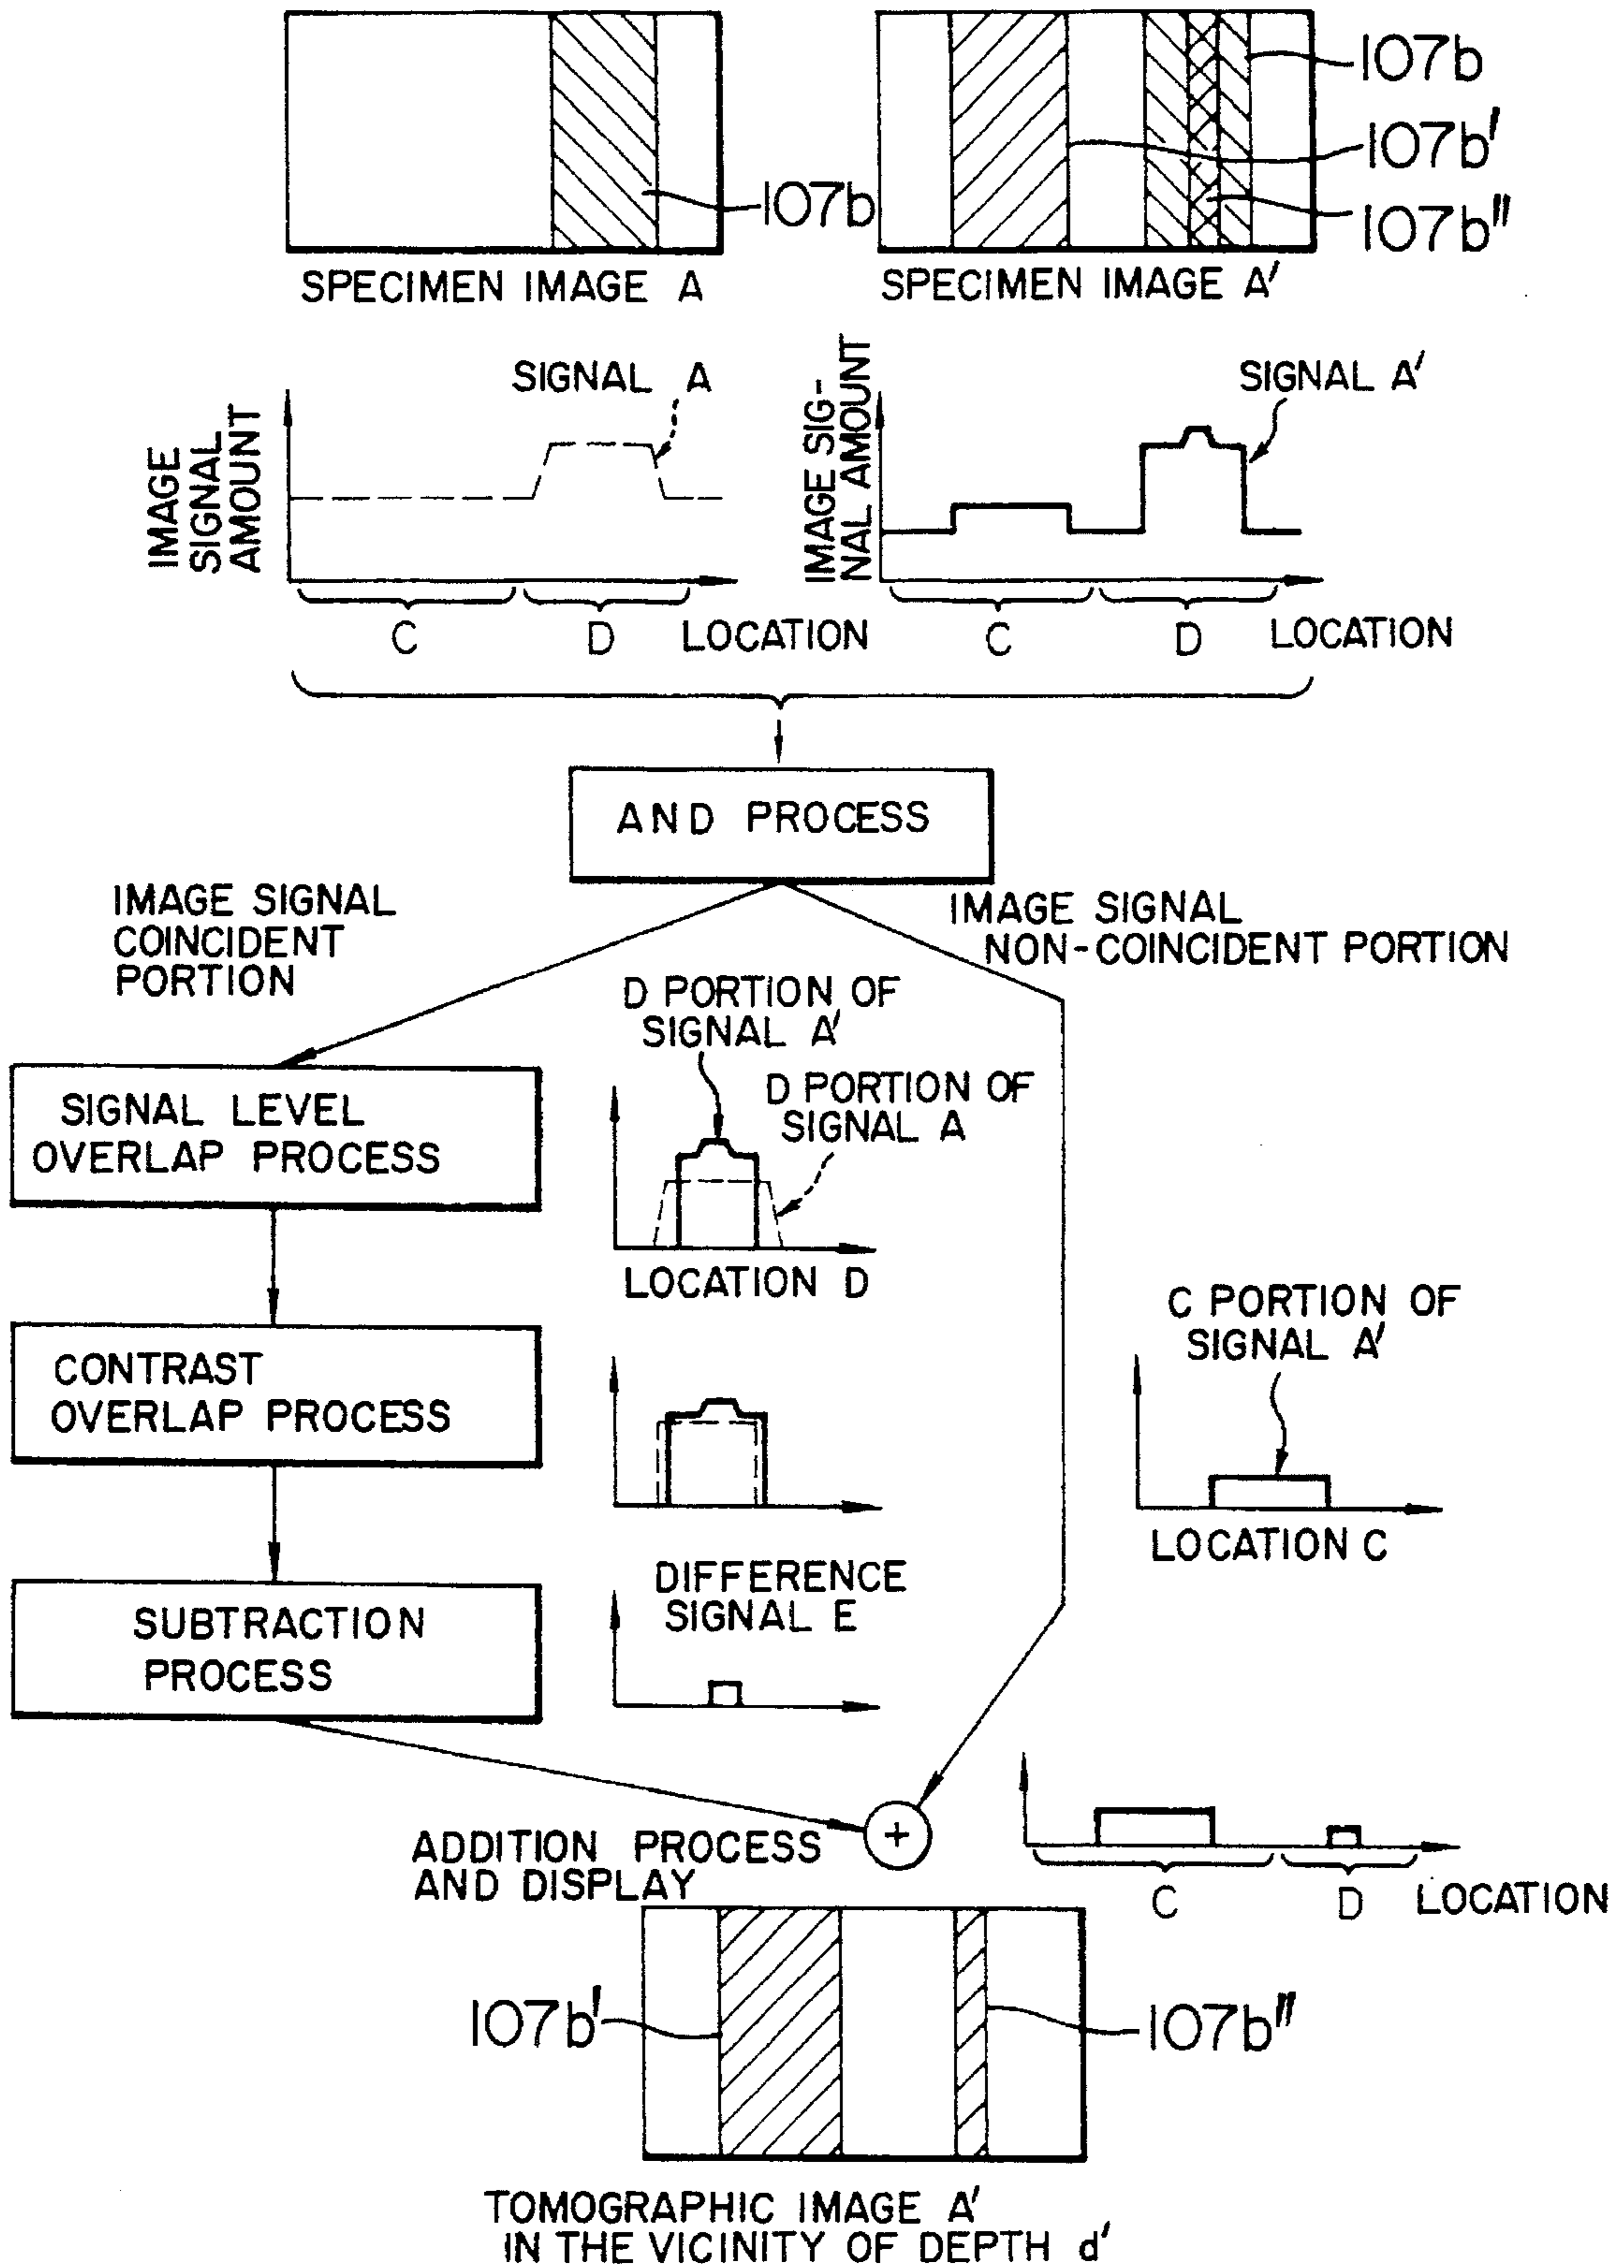 107b
SPECIMEN IMAGE A
107b
107b'
107b"
SPECIMEN IMAGE A'
SIGNAL A
IMAGE
SIGNAL
AMOUNT
C
D
LOCATION
SIGNAL A'
IMAGE SIG-
NAL AMOUNT
C
D
LOCATION
AND PROCESS
IMAGE SIGNAL
COINCIDENT
PORTION
IMAGE SIGNAL
NON-COINCIDENT PORTION
D PORTION OF
SIGNAL A'
D PORTION OF
SIGNAL A
SIGNAL LEVEL
OVERLAP PROCESS
LOCATION D
CONTRAST
OVERLAP PROCESS
C PORTION OF
SIGNAL A'
LOCATION C
DIFFERENCE
SIGNAL E
SUBTRACTION
PROCESS
+
ADDITION PROCESS
AND DISPLAY
C
D
LOCATION
107b'
107b"
TOMOGRAPHIC IMAGE A'
IN THE VICINITY OF DEPTH d'